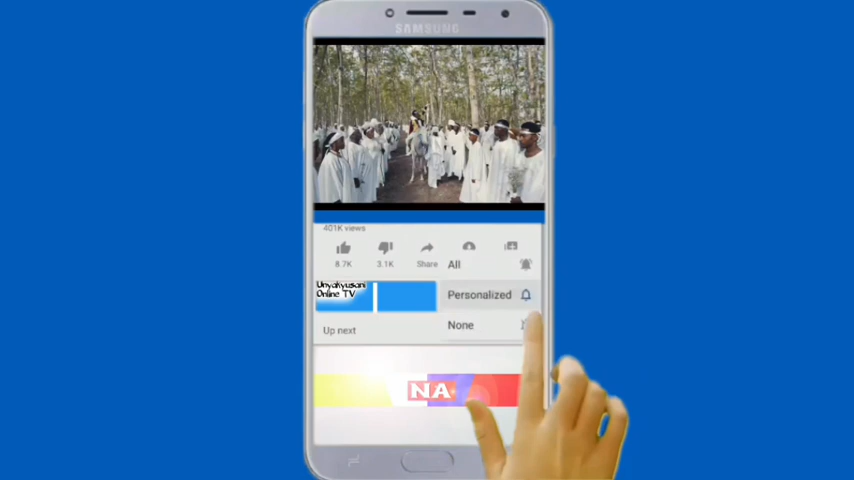 SAMSUNG
401K views
8.7K
3.1K
Share
All
Unyakyusani
Online TV
Personalized
Up next
None
NA